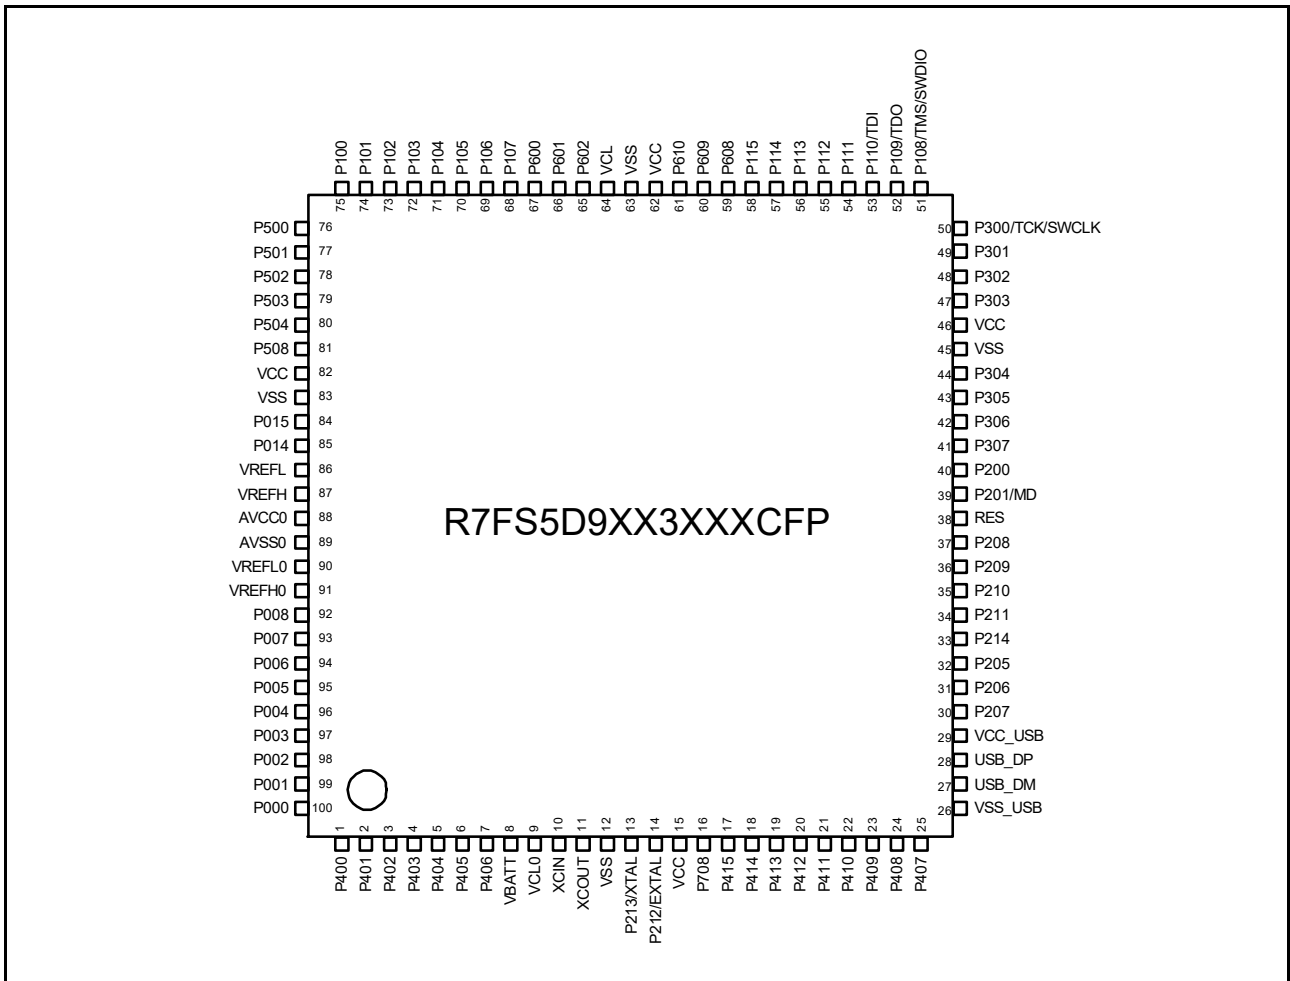 P100
P101
P102
P103
P104
P105
P106
P107
P600
P601
P602
VCL
VSS
VCC
P610
P609
P608
P115
P114
P113
P112
P111
P110/TDI
P109/TDO
P108/TMS/SWDIO
75
74
73
72
71
70
69
68
67
66
65
64
63
62
61
60
59
58
57
56
55
54
53
52
51
P500 76
P501 77
P502 78
P503 79
P504 80
P508 81
VCC 82
VSS 83
P015 84
P014 85
VREFL 86
VREFH 87
AVCC0 88
AVSS0 89
VREFL0 90
VREFH0 91
P008 92
P007 93
P006 94
P005 95
P004 96
P003 97
P002 98
P001 99
P000 100
R7FS5D9XX3XXXCFP
50 P300/TCK/SWCLK
49 P301
48 P302
47 P303
46 VCC
45 VSS
44 P304
43 P305
42 P306
41 P307
40 P200
39 P201/MD
38 RES
37 P208
36 P209
35 P210
34 P211
33 P214
32 P205
31 P206
30 P207
29 VCC_USB
28 USB_DP
27 USB_DM
26 VSS_USB
1
2
3
4
5
6
7
8
9
10
11
12
13
14
15
16
17
18
19
20
21
22
23
24
25
P400
P401
P402
P403
P404
P405
P406
VBATT
VCL0
XCIN
XCOUT
VSS
P213/XTAL
P212/EXTAL
VCC
P708
P415
P414
P413
P412
P411
P410
P409
P408
P407